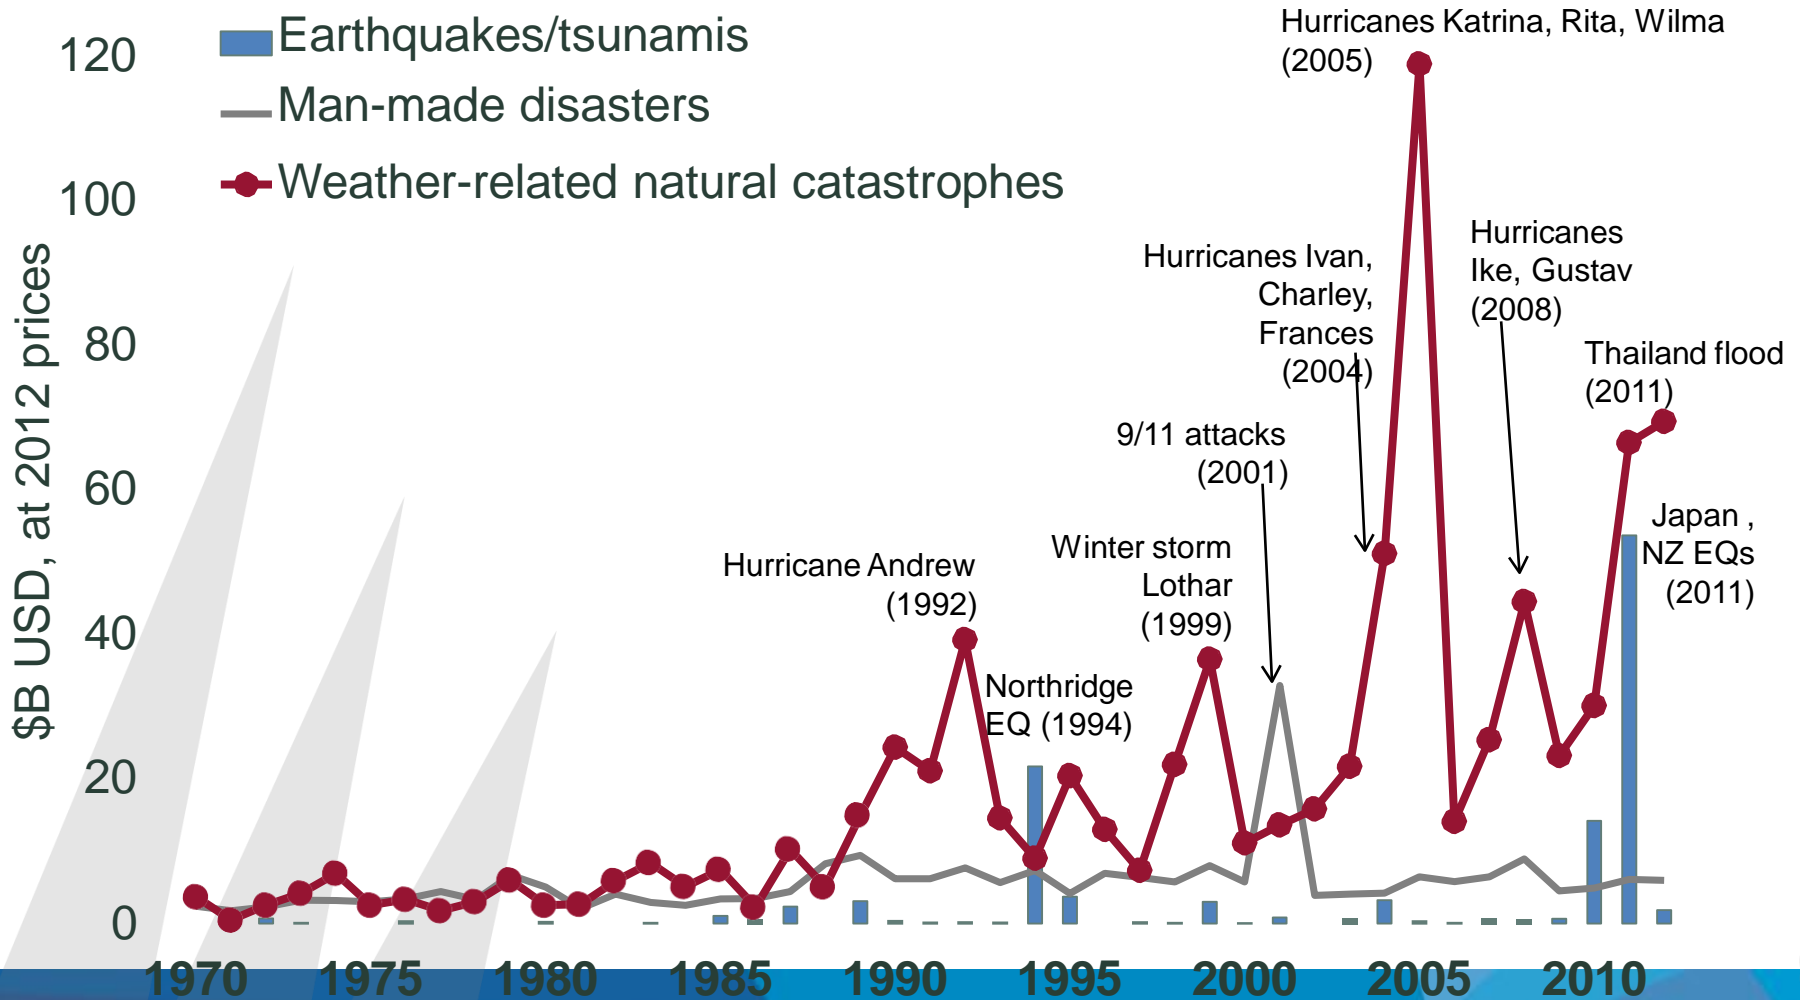 Earthquakes/tsunamis
Man-made disasters
Weather-related natural catastrophes
$B USD, at 2012 prices
120
100
80
60
40
20
0
Hurricane Andrew
(1992)
Northridge
EQ (1994)
Winter storm
Lothar
(1999)
9/11 attacks
(2001)
Hurricanes Ivan,
Charley,
Frances
(2004)
Hurricanes Katrina, Rita, Wilma
(2005)
Hurricanes
Ike, Gustav
(2008)
Thailand flood
(2011)
Japan ,
NZ EQs
(2011)
1970 1975 1980 1985 1990 1995 2000 2005 2010